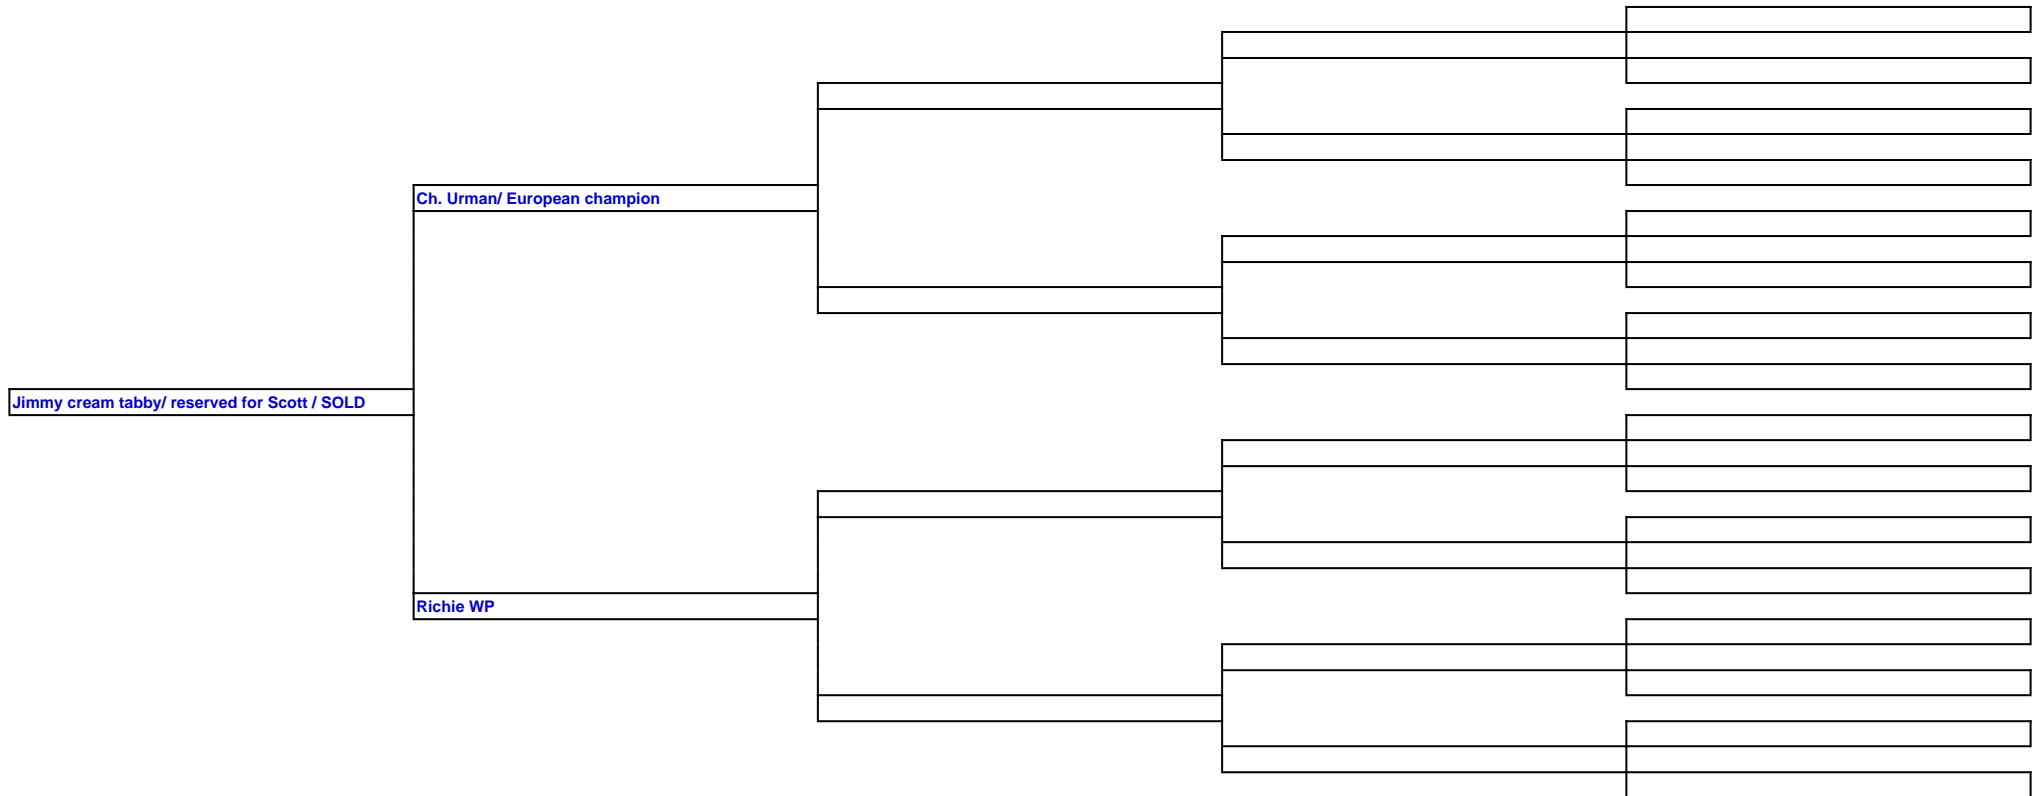 Ch. Urman/ European champion
Jimmy cream tabby/ reserved for Scott / SOLD
Richie WP